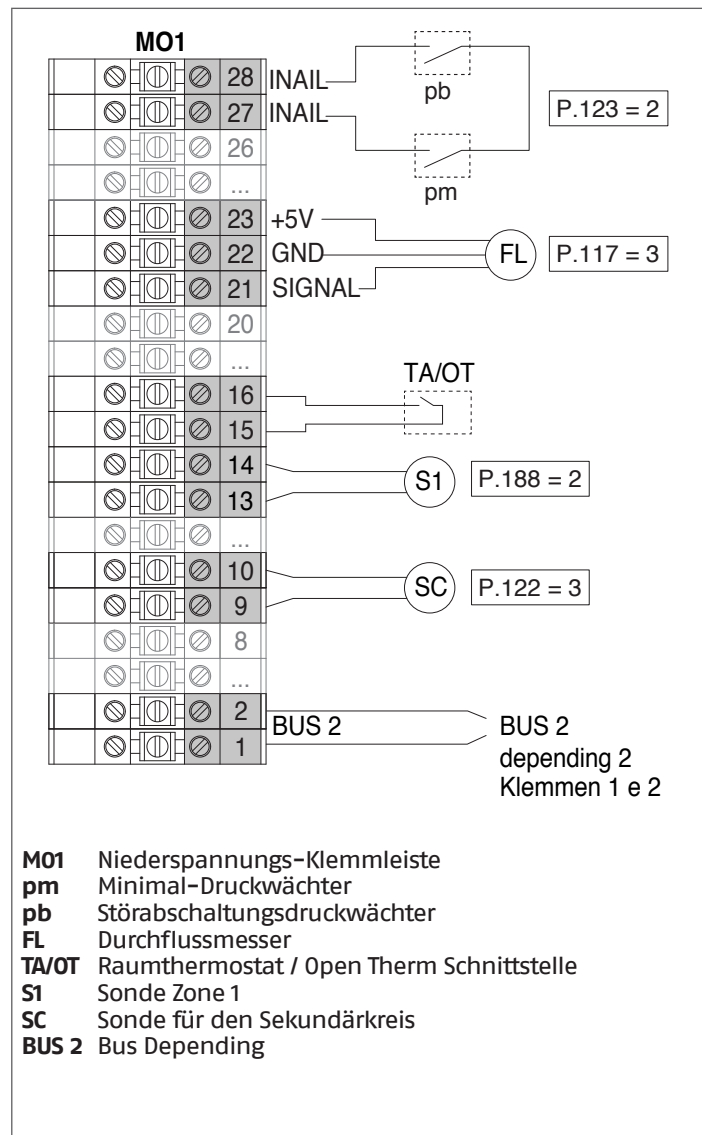 MO1
28 INAIL
pb
27 INAIL
P.123 = 2
26
...
pm
23 +5V
22 GND
FL
P.117 = 3
21 SIGNAL
20
...
TA/OT
16
15
14
S1
P.188 = 2
13
...
10
SC
P.122 = 3
9
8
...
2
BUS 2
BUS 2
1
depending 2
Klemmen 1 e 2
MO1 Niederspannungs-Klemmleiste
pm Minimal-Druckwächter
pb Störabschaltungsdruckwächter
FL Durchflussmesser
TA/OT Raumthermostat / Open Therm Schnittstelle
S1 Sonde Zone 1
SC Sonde für den Sekundärkreis
BUS 2 Bus Depending